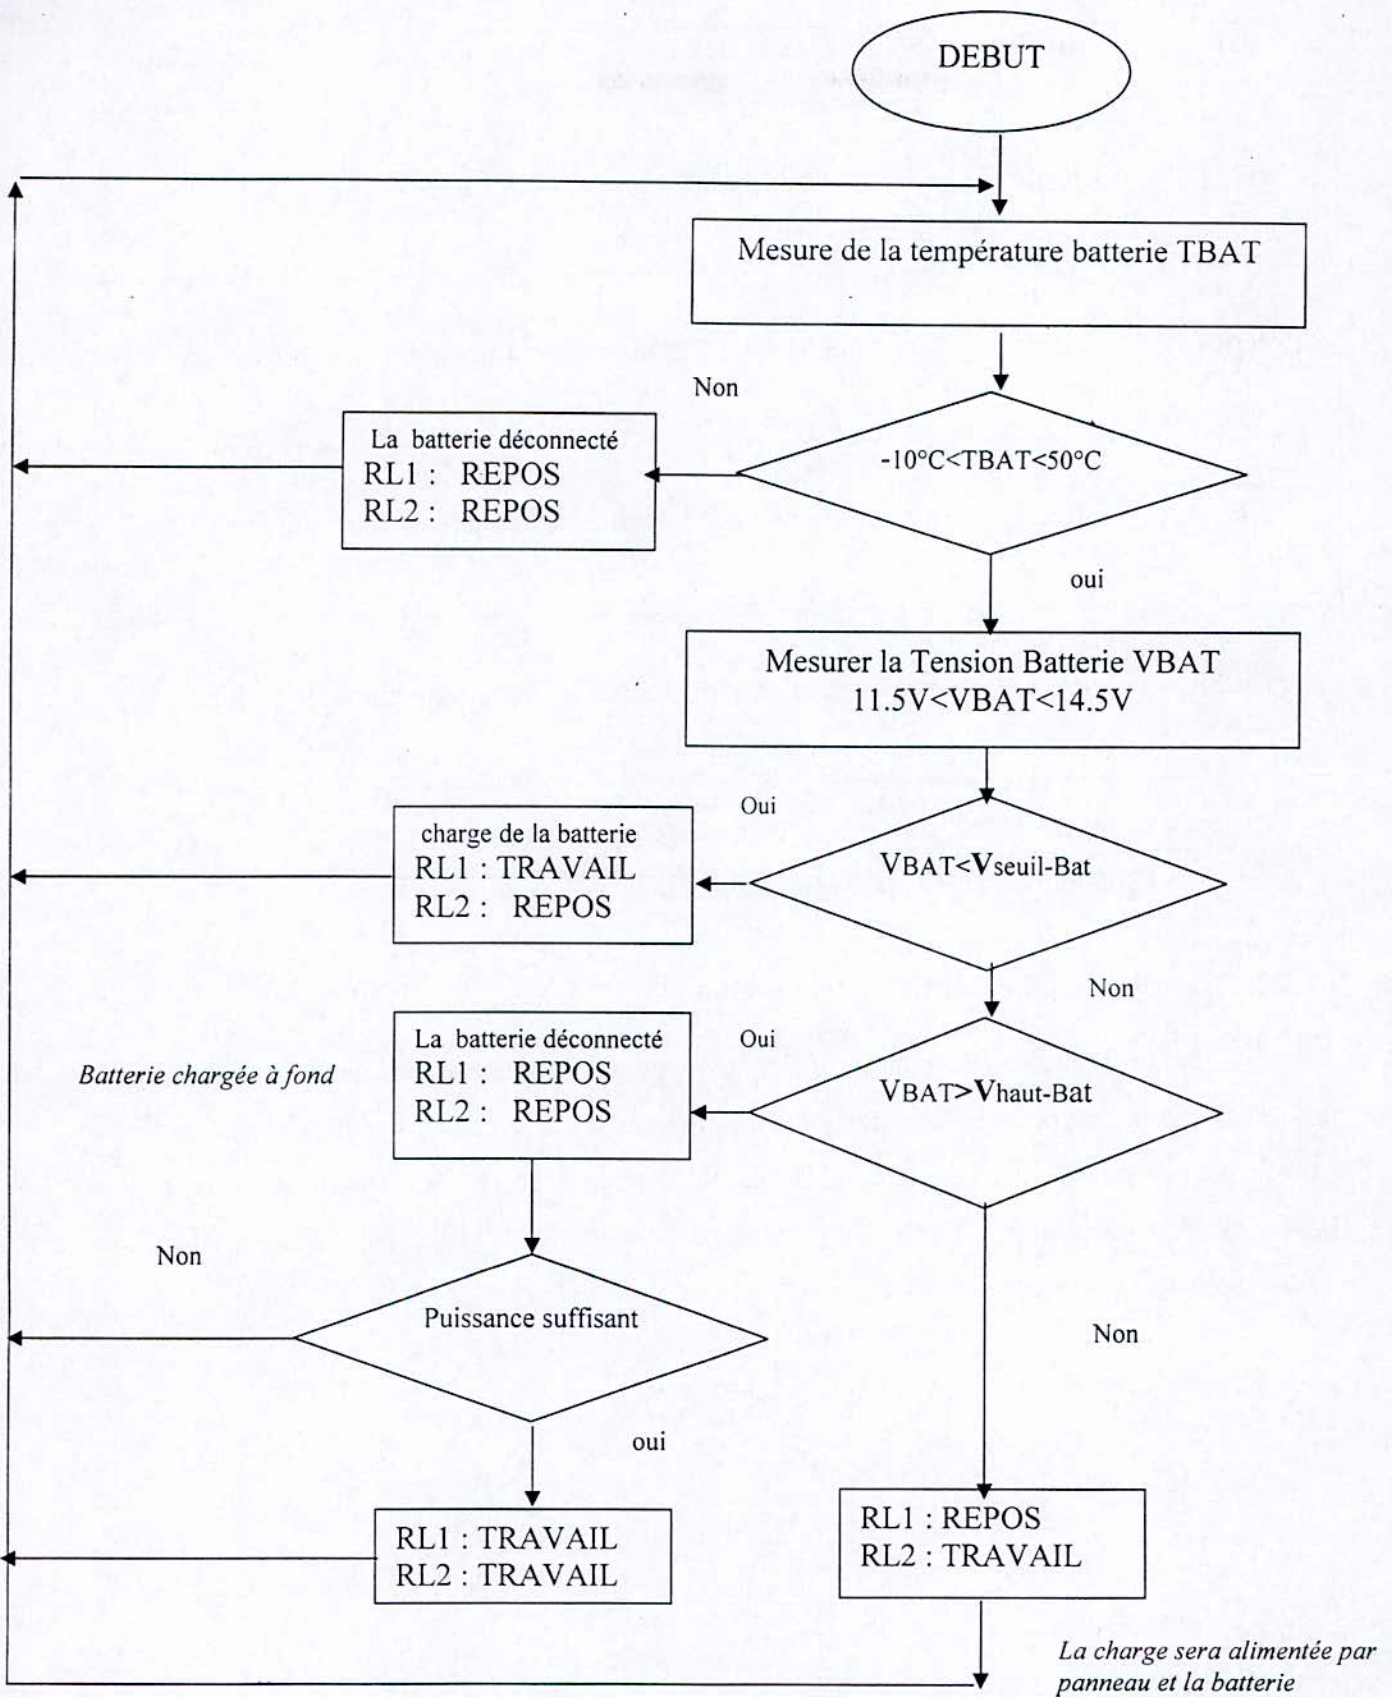 DEBUT
Mesure de la température batterie TBAT
Non
-10°C<TBAT<50°C
La batterie déconnecté
RL1 : REPOS
RL2 : REPOS
oui
Mesurer la Tension Batterie VBAT
11.5V<VBAT<14.5V
Oui
VBAT<Vseuil-Bat
charge de la batterie
RL1 : TRAVAIL
RL2 : REPOS
Non
Oui
VBAT>Vhaut-Bat
La batterie déconnecté
RL1 : REPOS
RL2 : REPOS
Batterie chargée à fond
Non
Puissance suffisant
Non
oui
RL1 : TRAVAIL
RL2 : TRAVAIL
RL1 : REPOS
RL2 : TRAVAIL
La charge sera alimentée par
panneau et la batterie